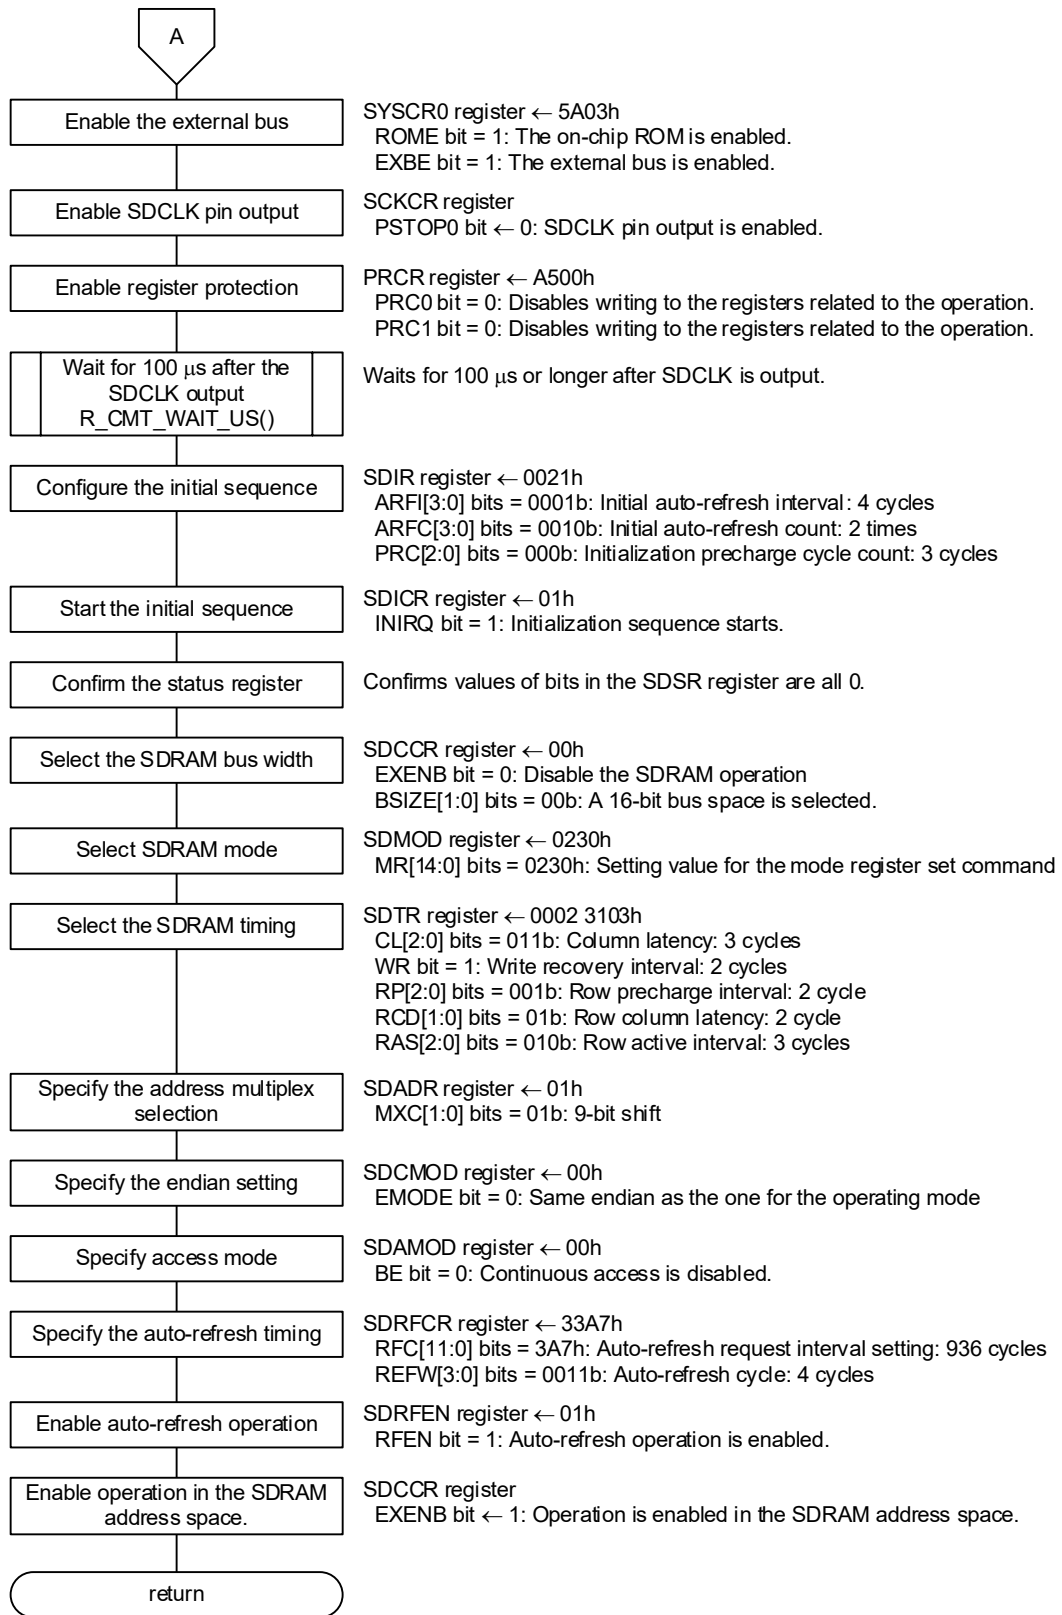 A
Enable the external bus
SYSCR0 register ← 5A03h
ROME bit = 1: The on-chip ROM is enabled.
EXBE bit = 1: The external bus is enabled.
Enable SDCLK pin output
SCKCR register
PSTOP0 bit ← 0: SDCLK pin output is enabled.
Enable register protection
PRCR register ← A500h
PRC0 bit = 0: Disables writing to the registers related to the operation.
PRC1 bit = 0: Disables writing to the registers related to the operation.
Wait for 100 μs after the
SDCLK output
R_CMT_WAIT_US()
Waits for 100 μs or longer after SDCLK is output.
Configure the initial sequence
SDIR register ← 0021h
ARFI[3:0] bits = 0001b: Initial auto-refresh interval: 4 cycles
ARFC[3:0] bits = 0010b: Initial auto-refresh count: 2 times
PRC[2:0] bits = 000b: Initialization precharge cycle count: 3 cycles
Start the initial sequence
SDICR register ← 01h
INIRQ bit = 1: Initialization sequence starts.
Confirm the status register
Confirms values of bits in the SDSR register are all 0.
Select the SDRAM bus width
SDCCR register ← 00h
EXENB bit = 0: Disable the SDRAM operation
BSIZE[1:0] bits = 00b: A 16-bit bus space is selected.
Select SDRAM mode
SDMOD register ← 0230h
MR[14:0] bits = 0230h: Setting value for the mode register set command
Select the SDRAM timing
SDTR register ← 0002 3103h
CL[2:0] bits = 011b: Column latency: 3 cycles
WR bit = 1: Write recovery interval: 2 cycles
RP[2:0] bits = 001b: Row precharge interval: 2 cycle
RCD[1:0] bits = 01b: Row column latency: 2 cycle
RAS[2:0] bits = 010b: Row active interval: 3 cycles
Specify the address multiplex
selection
SDADR register ← 01h
MXC[1:0] bits = 01b: 9-bit shift
Specify the endian setting
SDCMOD register ← 00h
EMODE bit = 0: Same endian as the one for the operating mode
Specify access mode
SDAMOD register ← 00h
BE bit = 0: Continuous access is disabled.
Specify the auto-refresh timing
SDRFCR register ← 33A7h
RFC[11:0] bits = 3A7h: Auto-refresh request interval setting: 936 cycles
REFW[3:0] bits = 0011b: Auto-refresh cycle: 4 cycles
Enable auto-refresh operation
SDRFEN register ← 01h
RFEN bit = 1: Auto-refresh operation is enabled.
Enable operation in the SDRAM
address space.
SDCCR register
EXENB bit ← 1: Operation is enabled in the SDRAM address space.
return